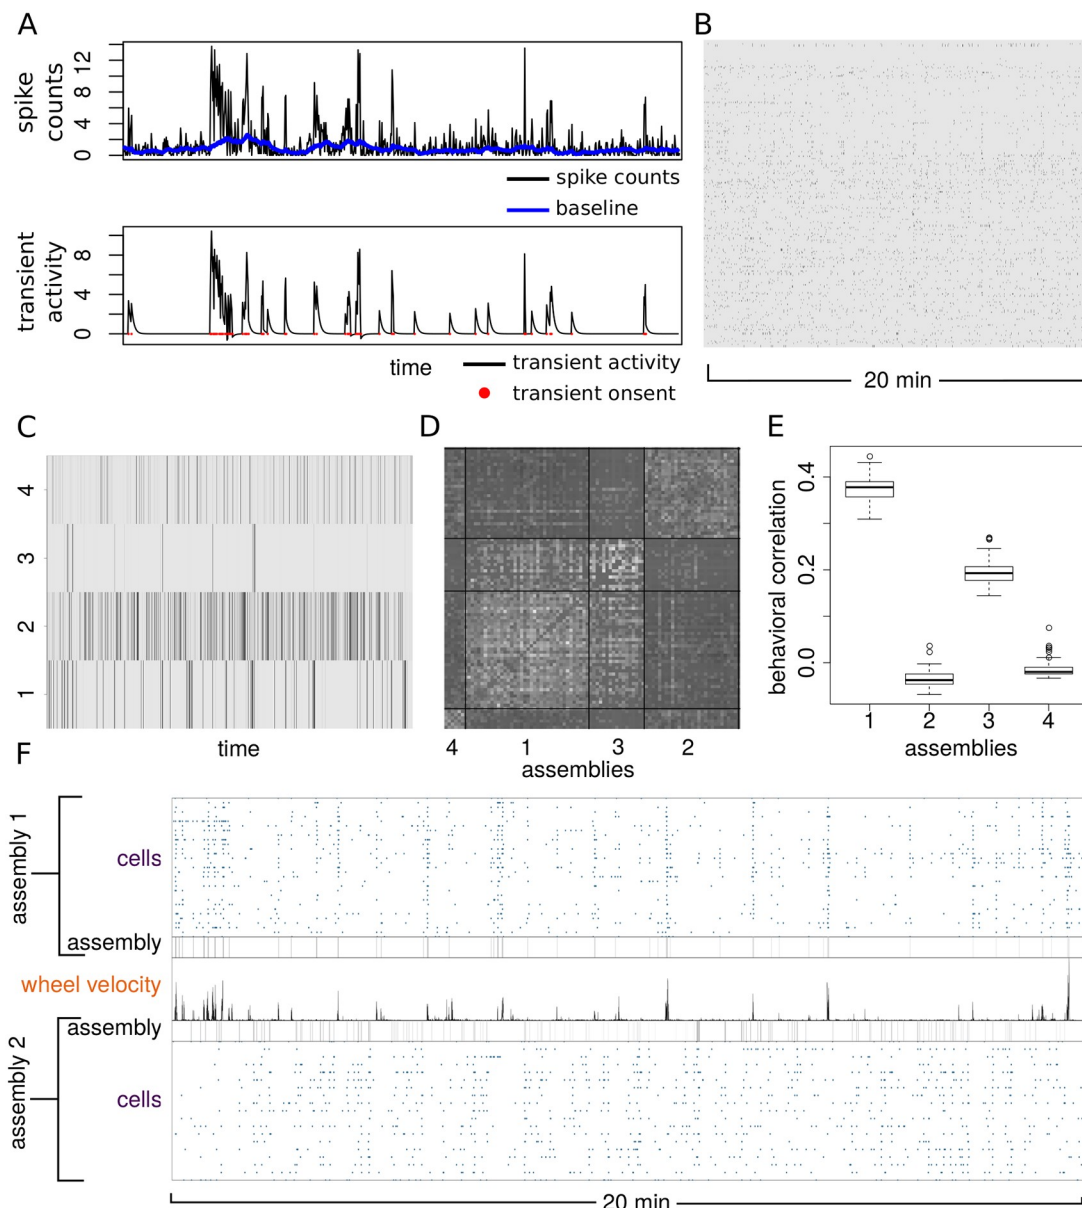 A
B
spike
counts
0
4
8
12
spike counts
baseline
transient
activity
0
4
8
time
transient activity
transient onsent
20 min
C
D
E
4
3
2
1
time
4
1
3
2
assemblies
behavioral correlation
0.0
0.2
0.4
1
2
3
4
assemblies
F
assembly 1
cells
assembly
wheel velocity
assembly
assembly 2
cells
20 min